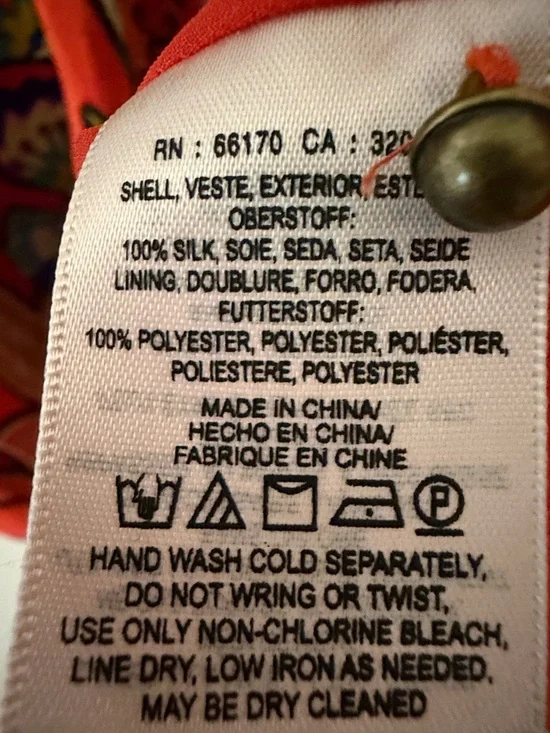 RN : 66170 CA :
SHELL, VESTE, EXTERIOR,
OBERSTOFF:
100% SILK, SOIE, SEDA, SETA, SEIDE
LINING, DOUBLURE, FORRO, FODERA,
FUTTERSTOFF:
100% POLYESTER, POLYESTER, POLIÉSTER,
POLIESTERE, POLYESTER
MADE IN CHINA/
HECHO EN CHINA/
FABRIQUE EN CHINE
P
HAND WASH COLD SEPARATELY,
DO NOT WRING OR TWIST,
USE ONLY NON-CHLORINE BLEACH,
LINE DRY, LOW IRON AS NEEDED,
MAY BE DRY CLEANED